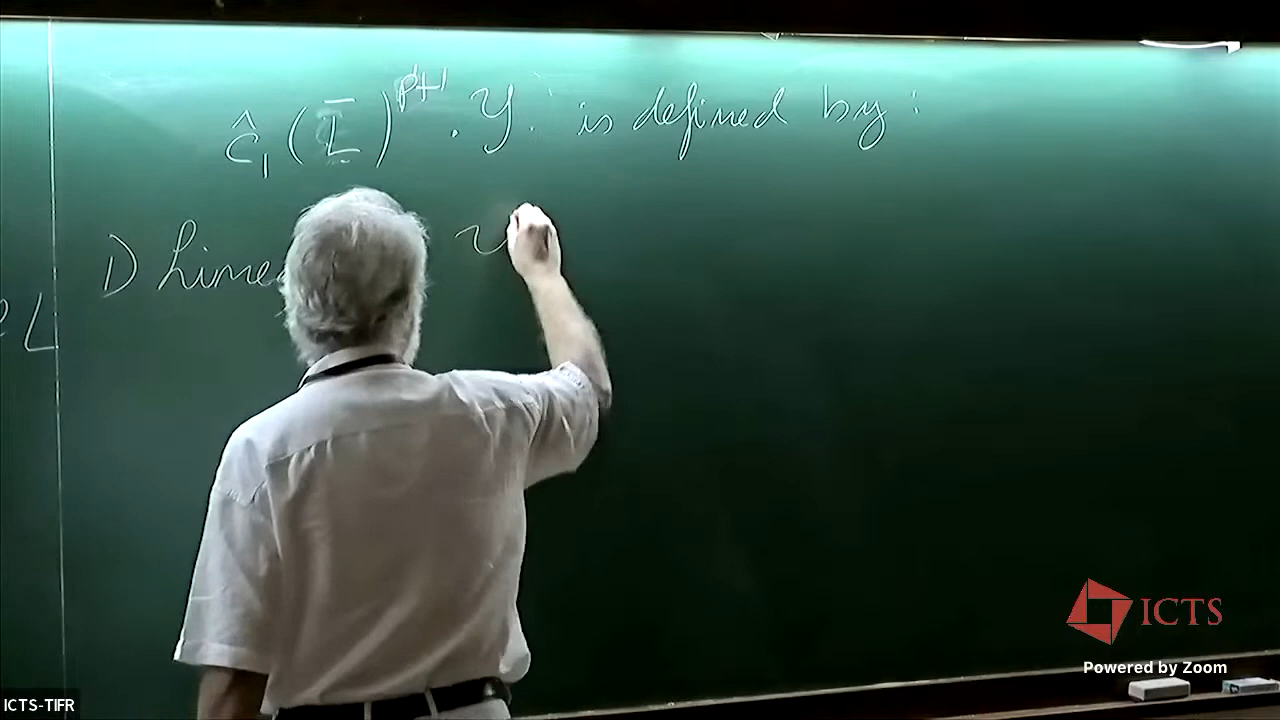 ĉ₁(L̄)^{p+1}. Y. is defined by:
1) Linea
L
ICTS
Powered by Zoom
ICTS-TIFR